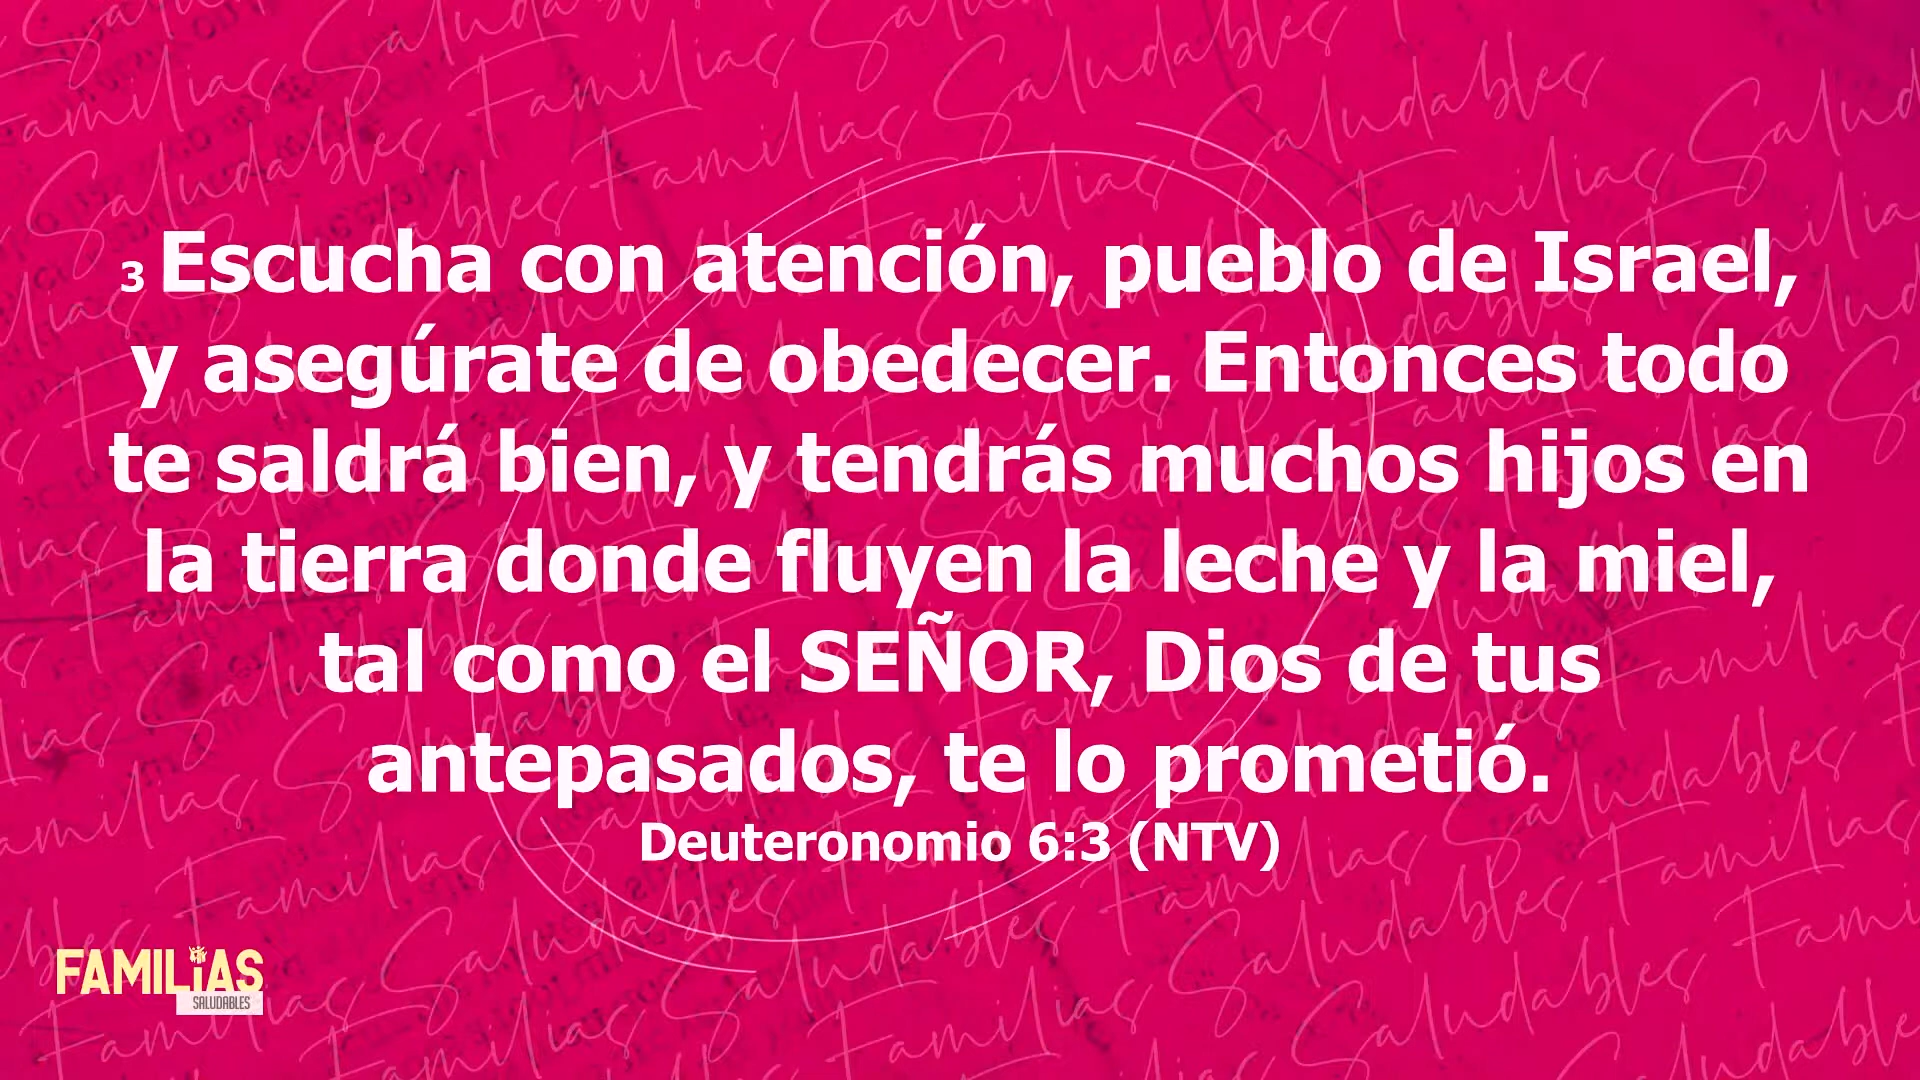 3 Escucha con atención, pueblo de Israel,
y asegúrate de obedecer. Entonces todo
te saldrá bien, y tendrás muchos hijos en
la tierra donde fluyen la leche y la miel,
tal como el SEÑOR, Dios de tus
antepasados, te lo prometió.
Deuteronomio 6:3 (NTV)
FAMILiAS
SALUDABLES